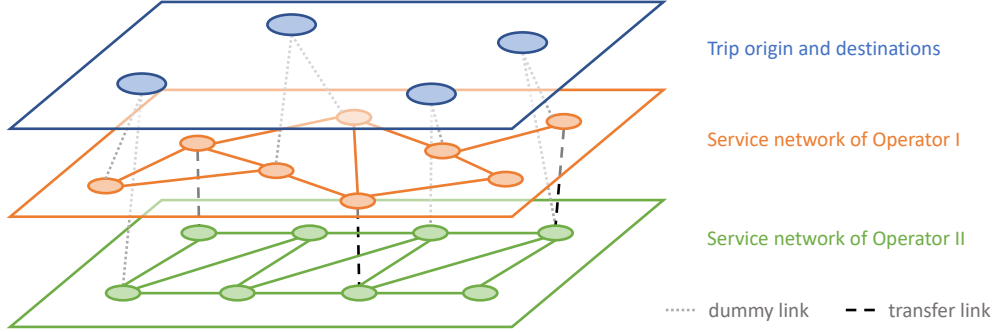 Trip origin and destinations
Service network of Operator I
Service network of Operator II
dummy link
transfer link